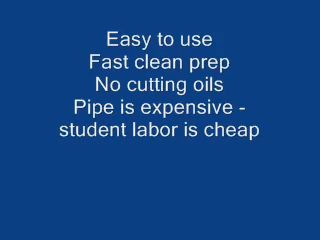 Easy to use
Fast clean prep
No cutting oils
Pipe is expensive -
student labor is cheap